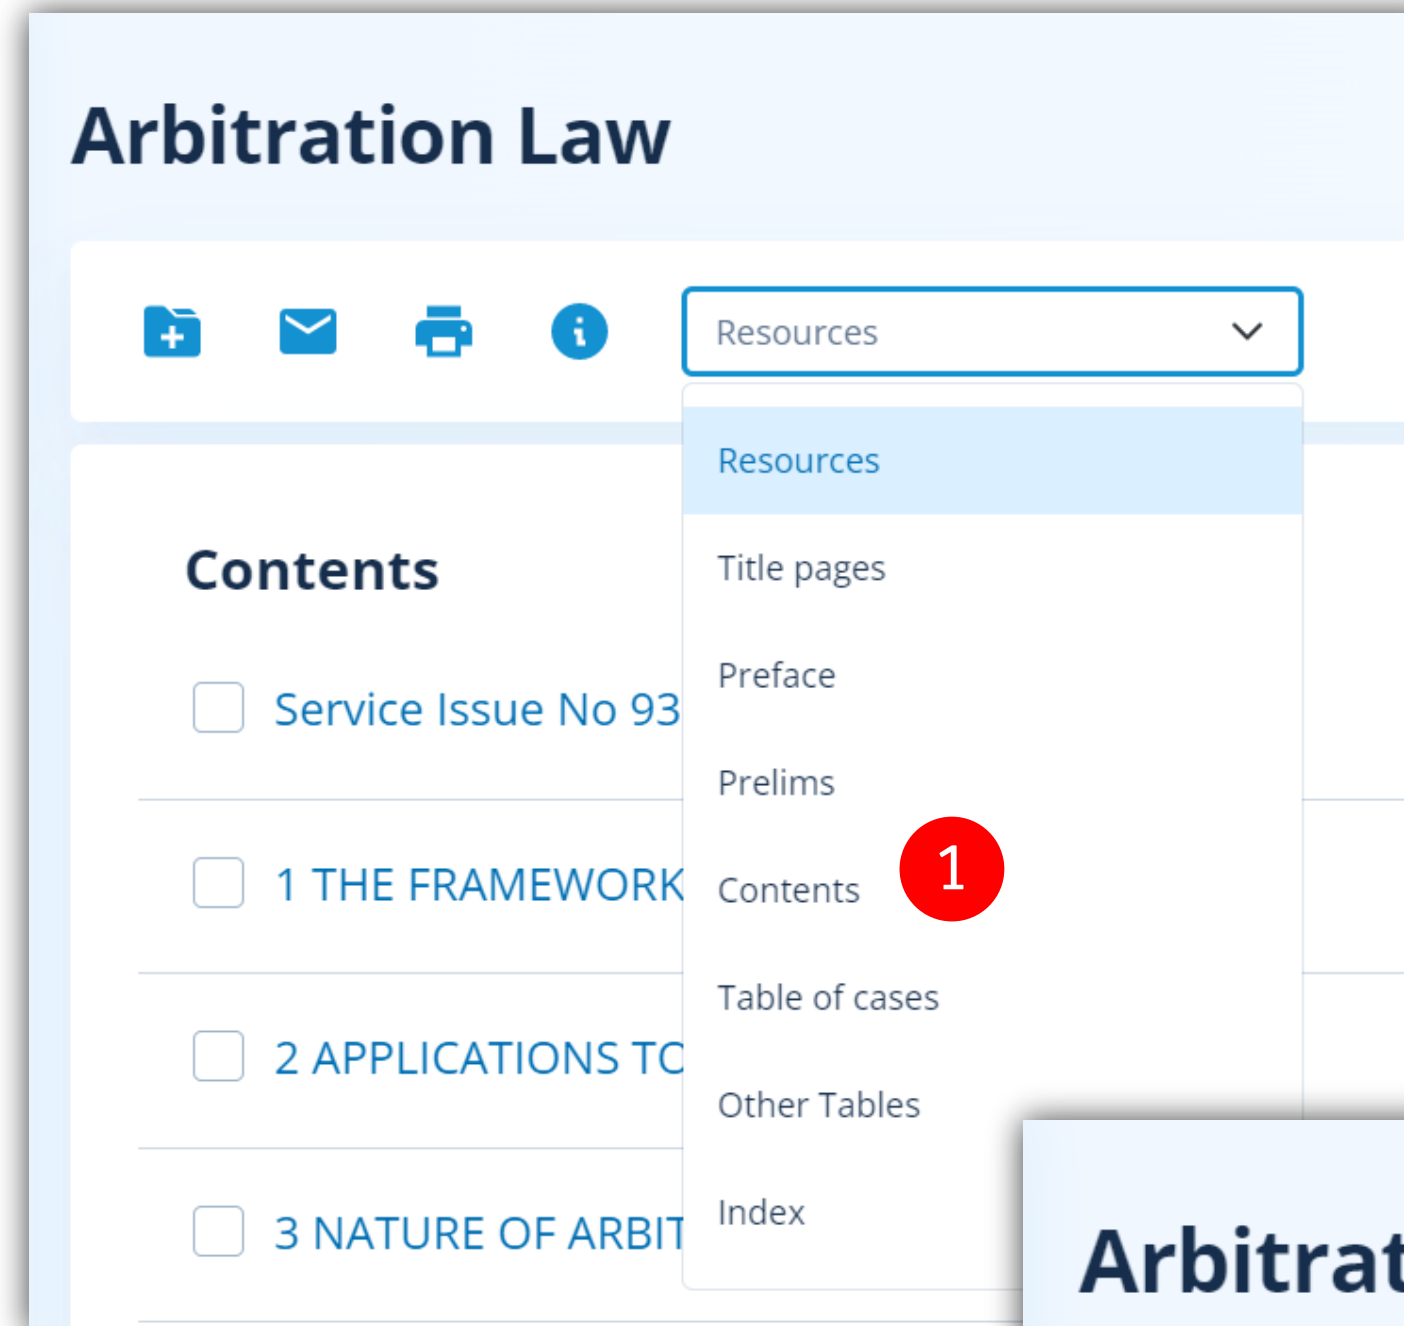 Arbitration Law
Resources
Resources
Title pages
Preface
Prelims
Contents
1
Table of cases
Other Tables
Index
Contents
Service Issue No 93
1 THE FRAMEWORK
2 APPLICATIONS TO
3 NATURE OF ARBIT
Arbitrat